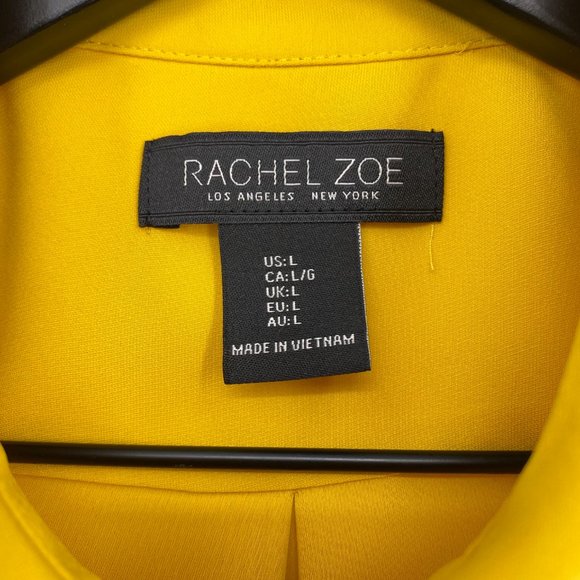 RACHEL ZOE
LOS ANGELES NEW YORK
US: L
CA: L/G
UK: L
EU: L
AU: L
MADE IN VIETNAM